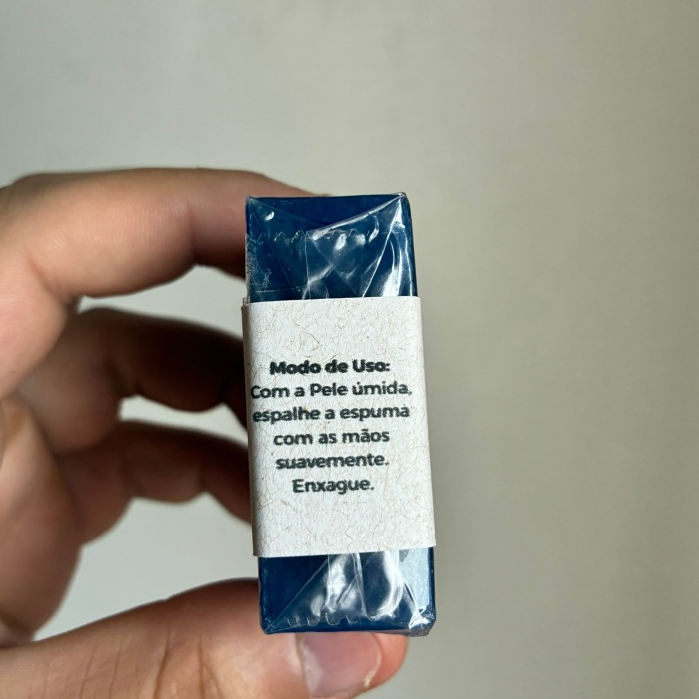 Modo de Uso:
Com a Pele úmida,
espalhe a espuma
com as mãos
suavemente.
Enxague.